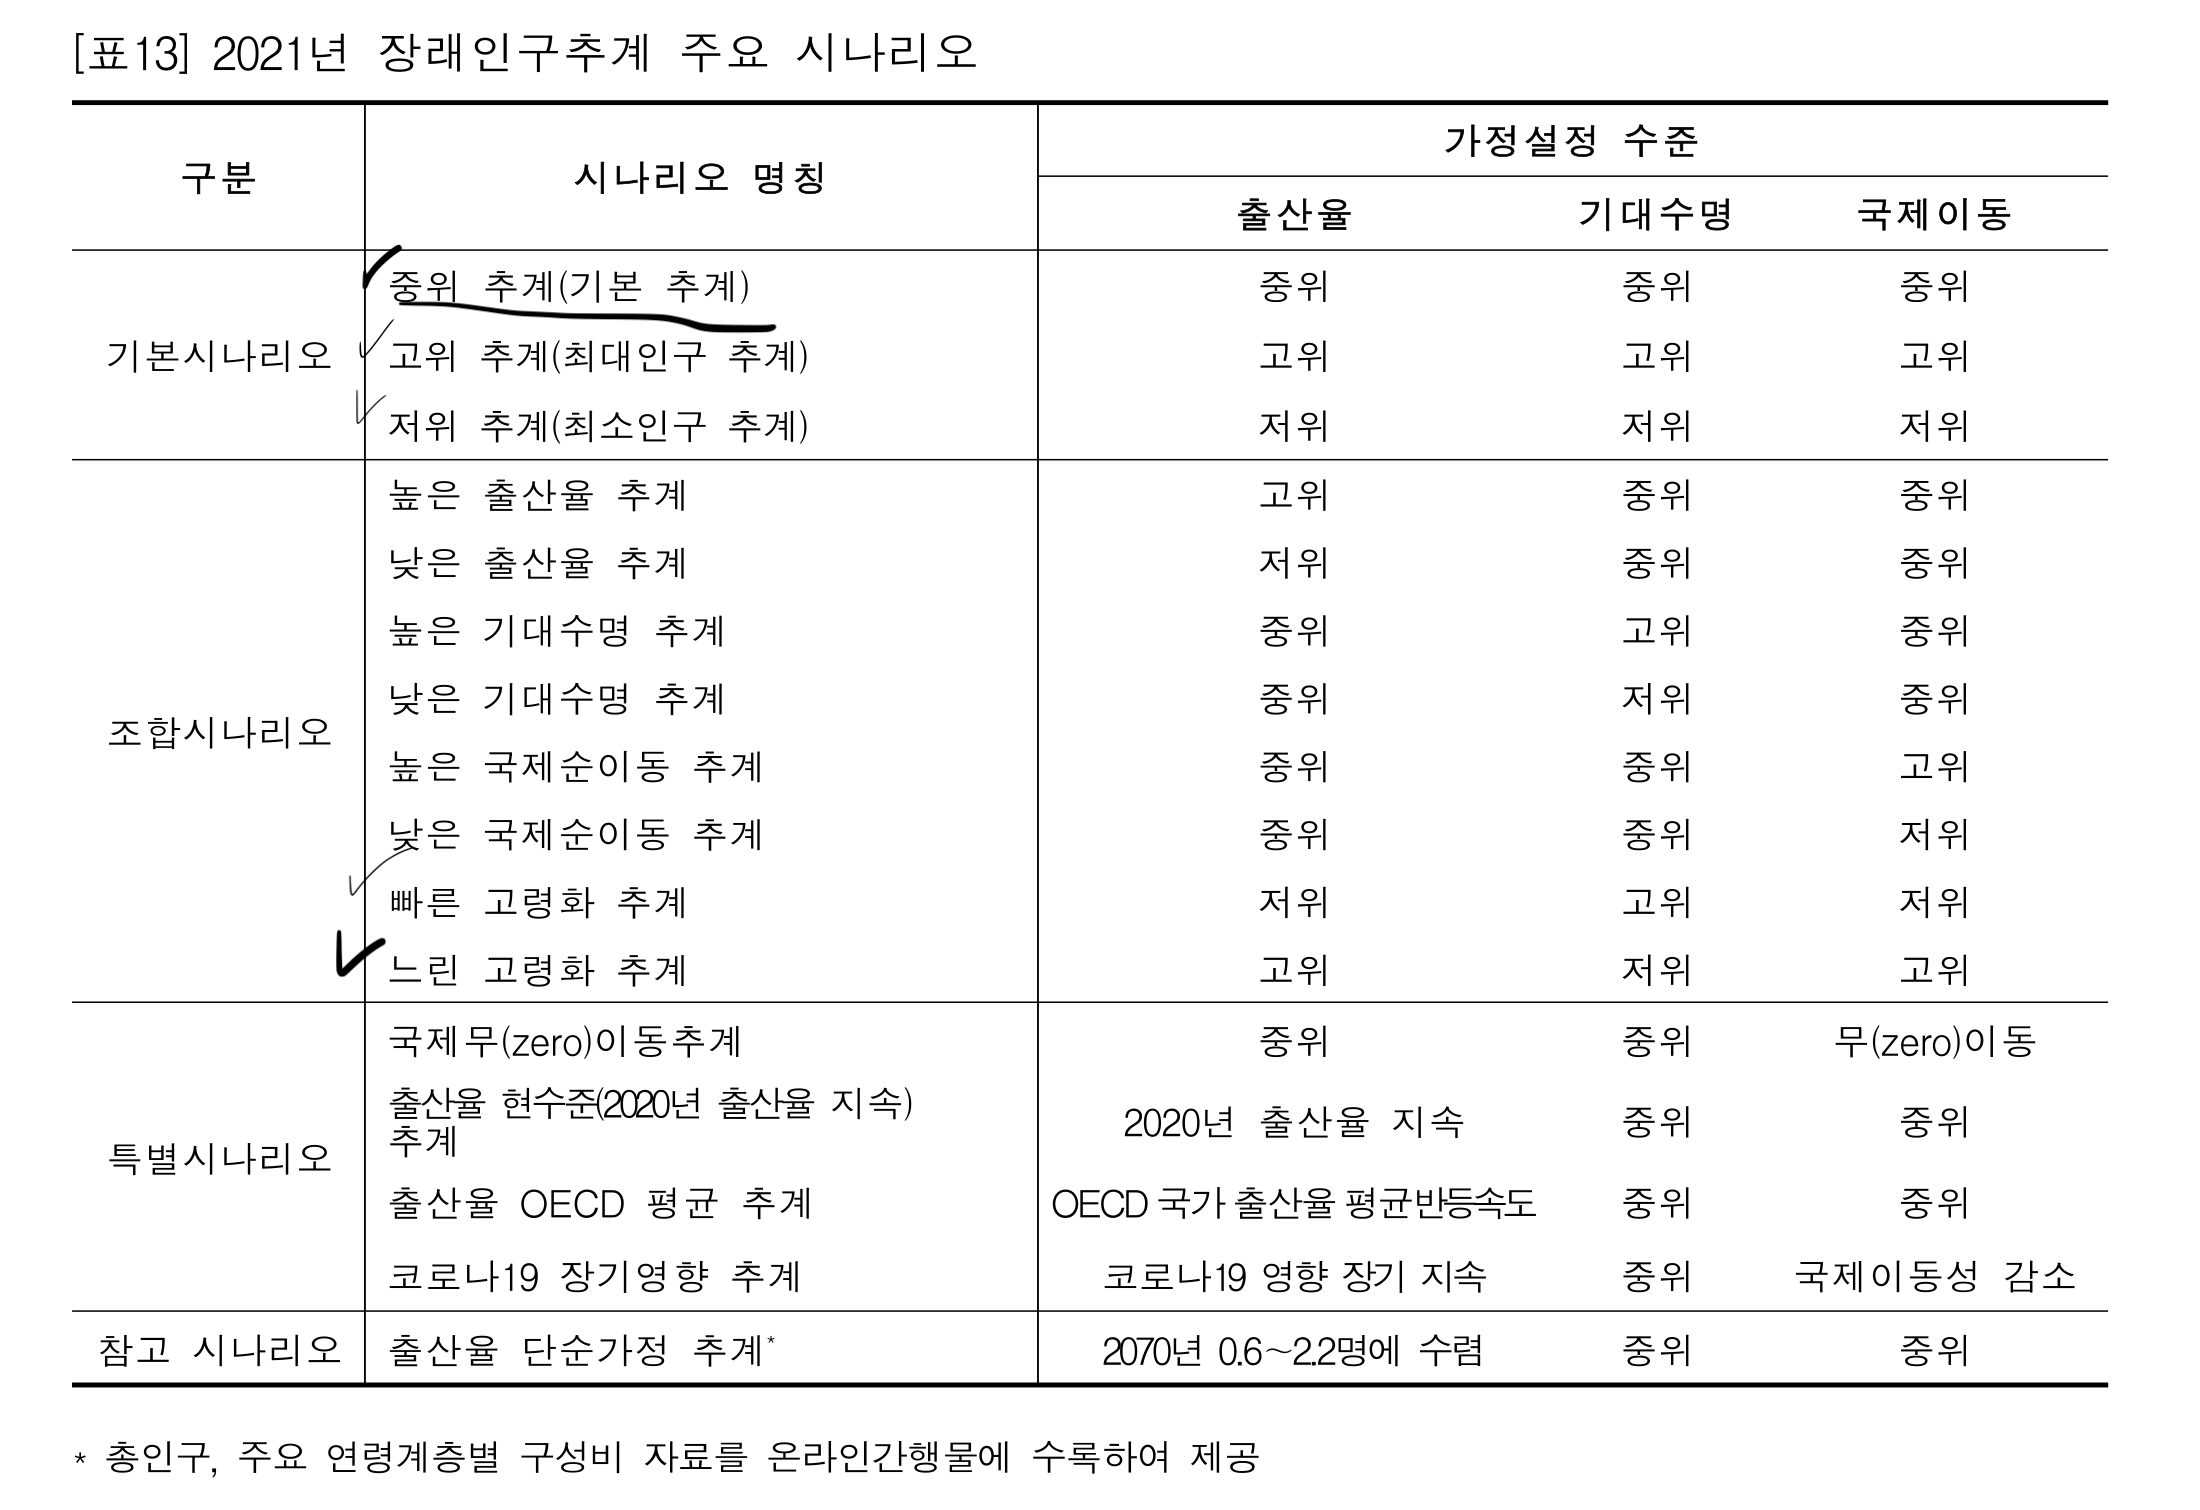 [표13] 2021년 장래인구추계 주요 시나리오
구분 시나리오 명칭 가정설정 수준
출산율 기대수명 국제이동
기본시나리오
중위 추계(기본 추계) 중위 중위 중위
고위 추계(최대인구 추계) 고위 고위 고위
저위 추계(최소인구 추계) 저위 저위 저위
조합시나리오
높은 출산율 추계 고위 중위 중위
낮은 출산율 추계 저위 중위 중위
높은 기대수명 추계 중위 고위 중위
낮은 기대수명 추계 중위 저위 중위
높은 국제순이동 추계 중위 중위 고위
낮은 국제순이동 추계 중위 중위 저위
빠른 고령화 추계 저위 고위 저위
느린 고령화 추계 고위 저위 고위
특별시나리오
국제무(zero)이동추계 중위 중위 무(zero)이동
출산율 현수준(2020년 출산율 지속)
추계 2020년 출산율 지속 중위 중위
출산율 OECD 평균 추계 OECD 국가 출산율 평균반등속도 중위 중위
코로나19 장기영향 추계 코로나19 영향 장기 지속 중위 국제이동성 감소
참고 시나리오 출산율 단순가정 추계* 2070년 0.6~2.2명에 수렴 중위 중위
* 총인구, 주요 연령계층별 구성비 자료를 온라인간행물에 수록하여 제공